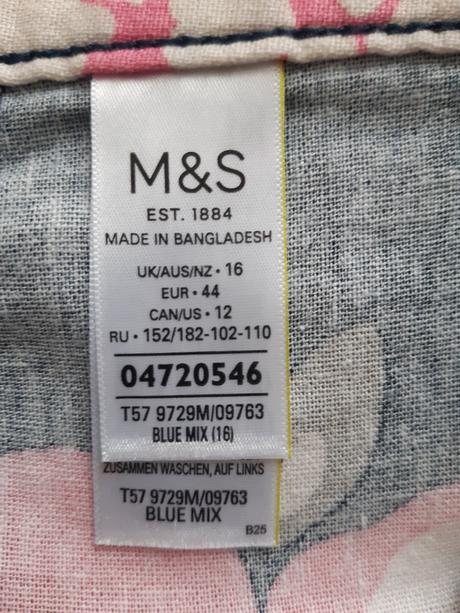 M&S
EST. 1884
MADE IN BANGLADESH
UK/AUS/NZ • 16
EUR • 44
CAN/US • 12
RU • 152/182-102-110
04720546
T57 9729M/09763
BLUE MIX (16)
ZUSAMMEN WASCHEN, AUF LINKS
T57 9729M/09763
BLUE MIX
B25